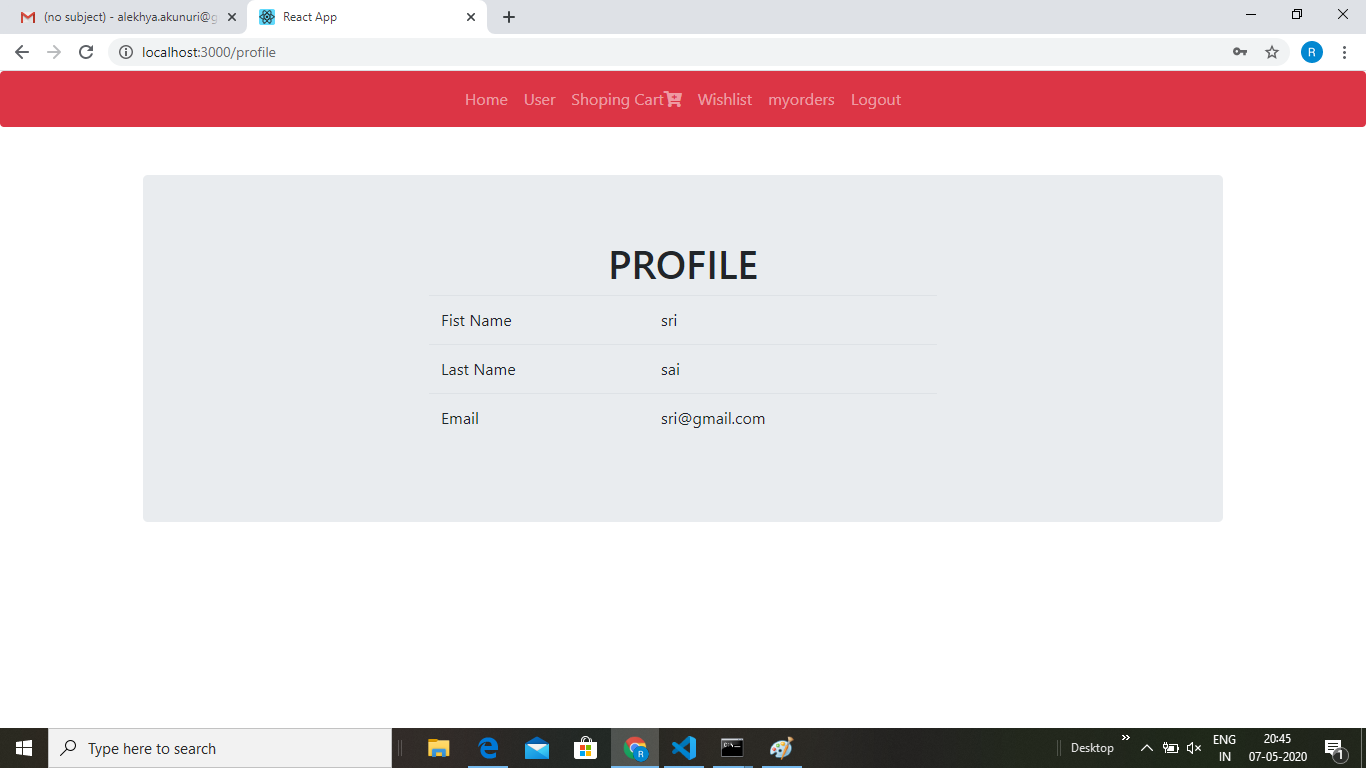 (no subject) - alekhya.akunuri@g
React App
localhost:3000/profile
R
Home User Shoping Cart Wishlist myorders Logout
PROFILE
Fist Name sri
Last Name sai
Email sri@gmail.com
Type here to search
Desktop
ENG
IN
20:45
07-05-2020
1